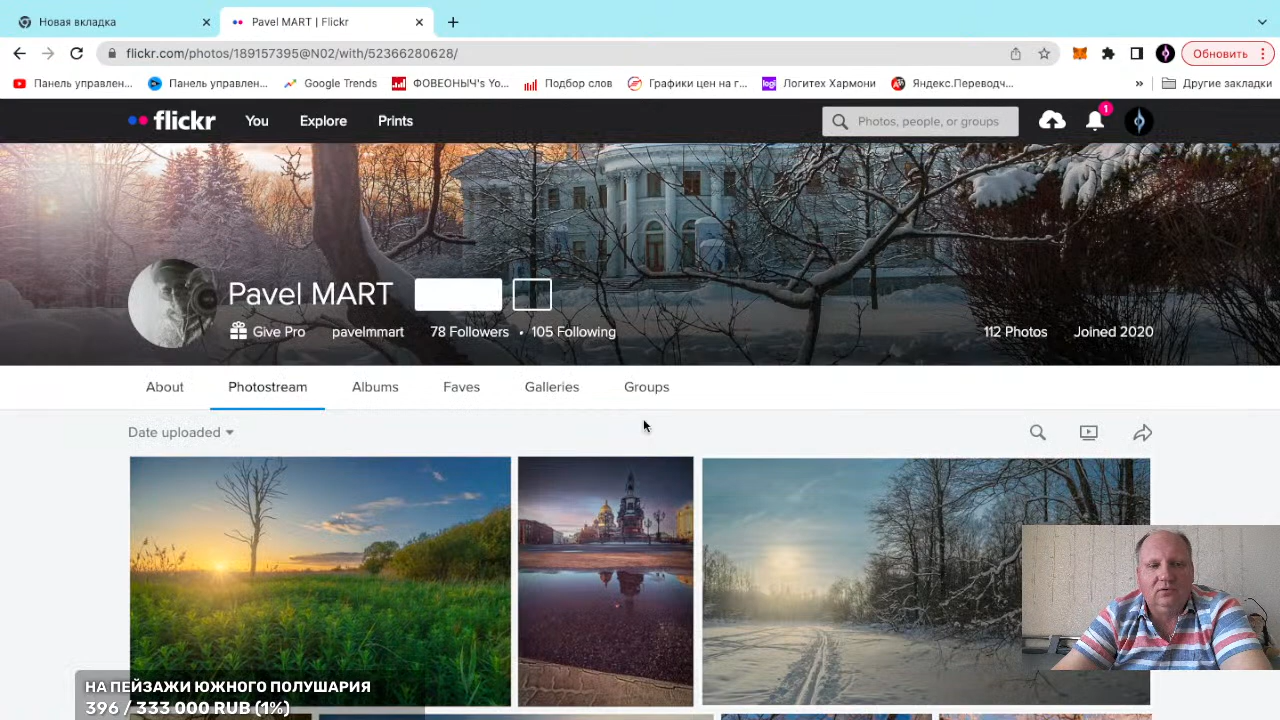 Новая вкладка
Pavel MART | Flickr
flickr.com/photos/189157395@N02/with/52366280628/
Обновить
Панель управлен...
Панель управлен...
Google Trends
ФОВЕОНЫЧ's Yo...
Подбор слов
Графики цен на г...
Логитех Хармони
Яндекс.Переводч...
»
Другие закладки
flickr
You
Explore
Prints
Photos, people, or groups
1
Pavel MART
Give Pro
pavelmmart
78 Followers • 105 Following
112 Photos
Joined 2020
About
Photostream
Albums
Faves
Galleries
Groups
Date uploaded
НА ПЕЙЗАЖИ ЮЖНОГО ПОЛУШАРИЯ
396 / 333 000 RUB (1%)